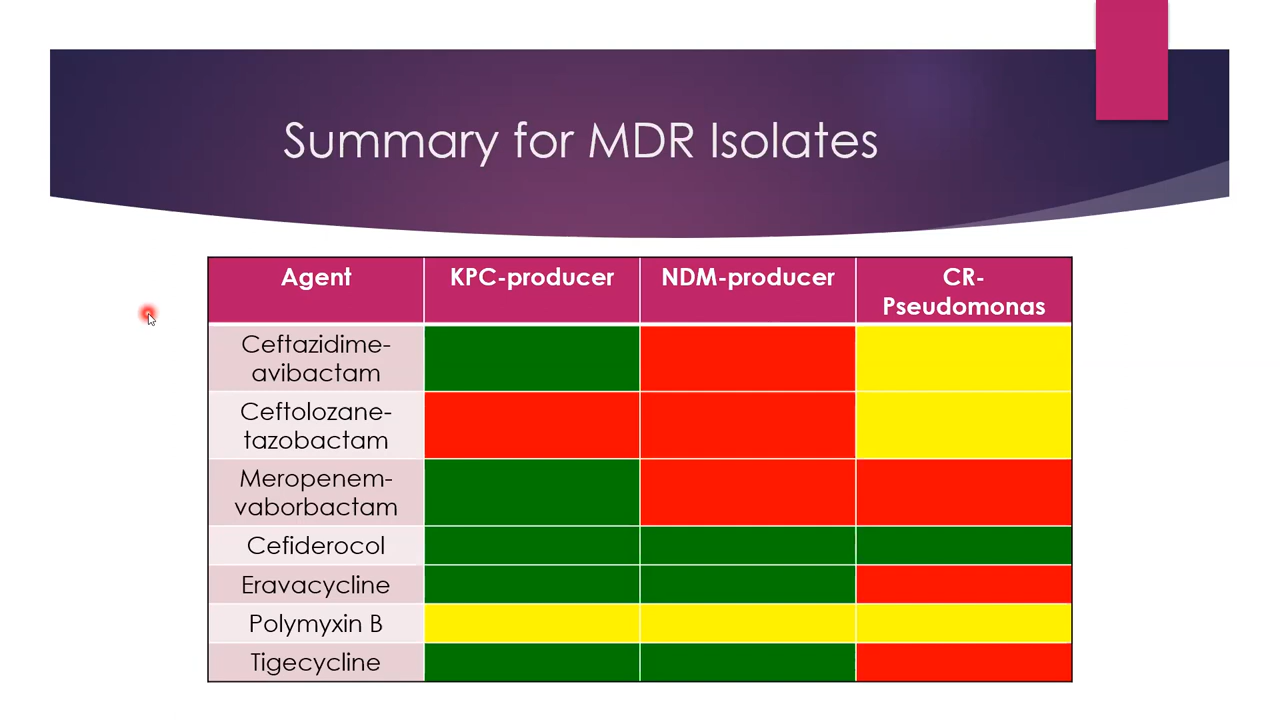 Summary for MDR Isolates
Agent
KPC-producer
NDM-producer
CR-
Pseudomonas
Ceftazidime-
avibactam
Ceftolozane-
tazobactam
Meropenem-
vaborbactam
Cefiderocol
Eravacycline
Polymyxin B
Tigecycline